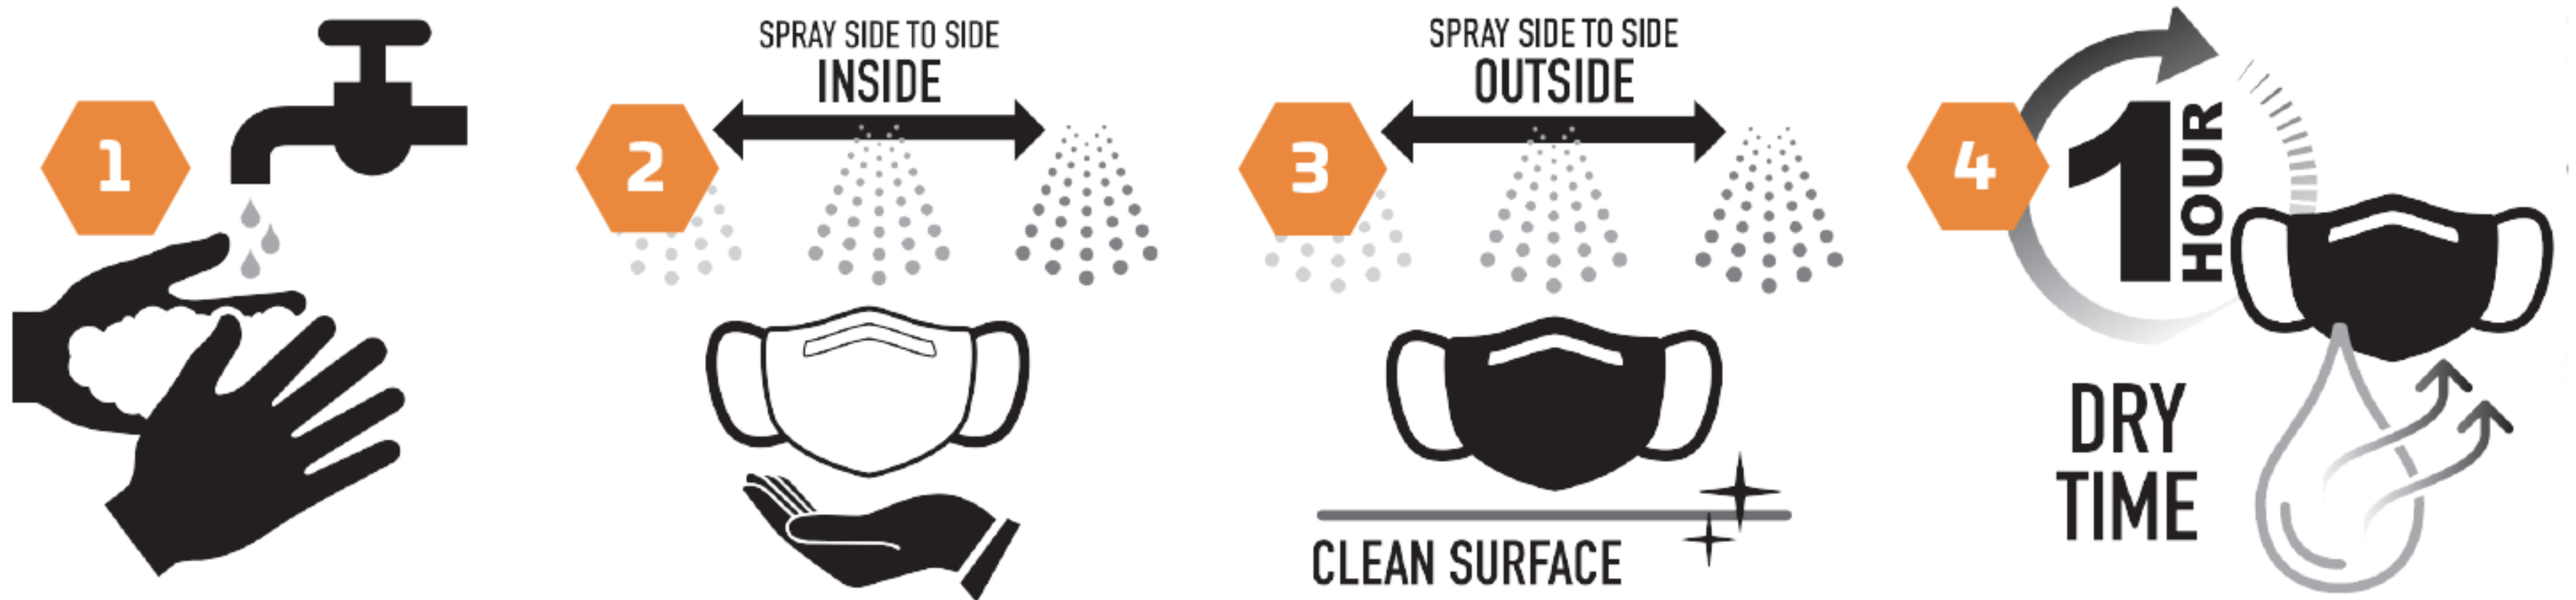 1
2
SPRAY SIDE TO SIDE
INSIDE
3
SPRAY SIDE TO SIDE
OUTSIDE
CLEAN SURFACE
4
1 HOUR
DRY
TIME